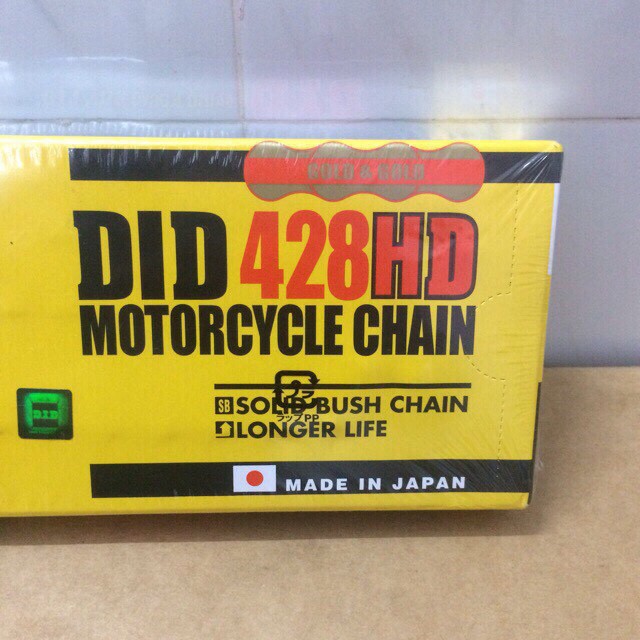 GOLD & GOLD
DID 428HD
MOTORCYCLE CHAIN
DID
SB SOLID BUSH CHAIN
ラップPP
LONGER LIFE
MADE IN JAPAN